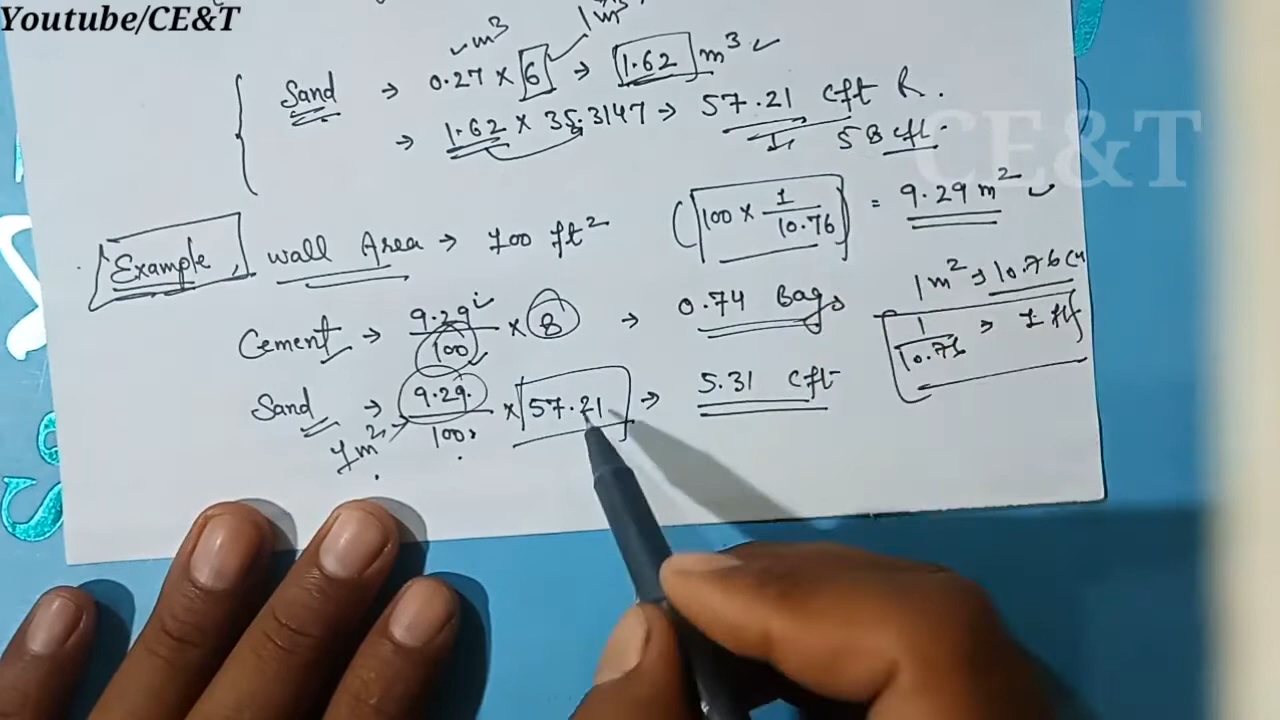 Youtube/CE&T
m³ 1m³
Sand → 0.27 × 6 → 1.62 m³
→ 1.62 × 35.3147 → 57.21 cft R.
58 cft.
CE&T
Example, wall Area → 100 ft² (100 × 1/10.76) = 9.29 m²
1m² → 10.76
Cement → 9.29/100 × 8 → 0.74 Bags
1/10.76 → 1 ft
Sand → 9.29/100 × 57.21 → 5.31 cft
1m²